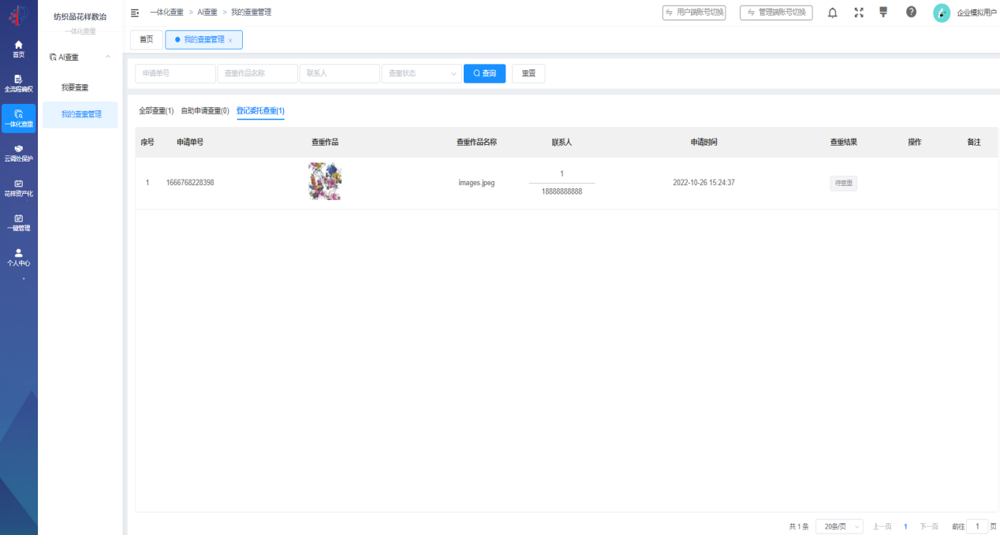 一体化查重 > AI查重 > 我的查重管理
用户端账号切换
管理端账号切换
企业模拟用户
首页
全流程确权
一体化查重
云调处保护
花样资产化
一键管理
个人中心
纺织品花样数治
一体化查重
AI查重
我要查重
我的查重管理
首页
我的查重管理 ×
申请单号
查重作品名称
联系人
查重状态
查询
重置
全部查重(1) 自助申请查重(0) 登记委托查重(1)
序号 申请单号 查重作品 查重作品名称 联系人 申请时间 查重结果 操作 备注
1 1666768228398 images.jpeg 1 2022-10-26 15:24:37 待查重
18888888888
共 1 条 20条/页 上一页 1 下一页 前往 1 页